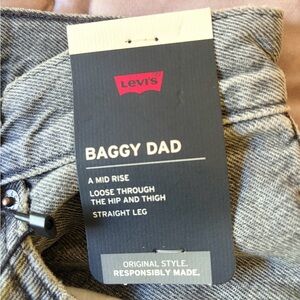 Levi's
BAGGY DAD
A MID RISE
LOOSE THROUGH
THE HIP AND THIGH
STRAIGHT LEG
ORIGINAL STYLE.
RESPONSIBLY MADE.